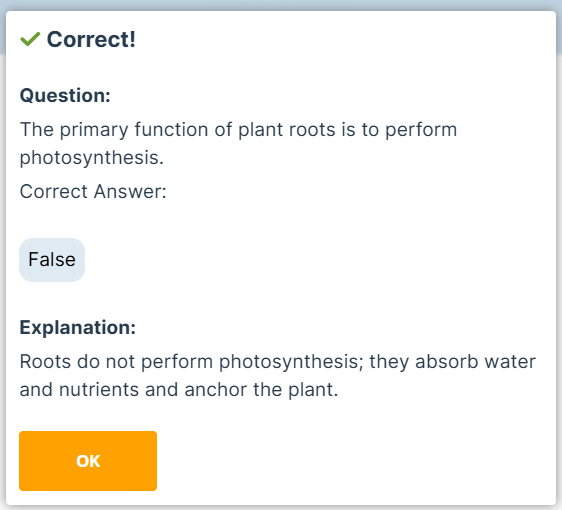 Correct!
Question:
The primary function of plant roots is to perform
photosynthesis.
Correct Answer:
False
Explanation:
Roots do not perform photosynthesis; they absorb water
and nutrients and anchor the plant.
OK